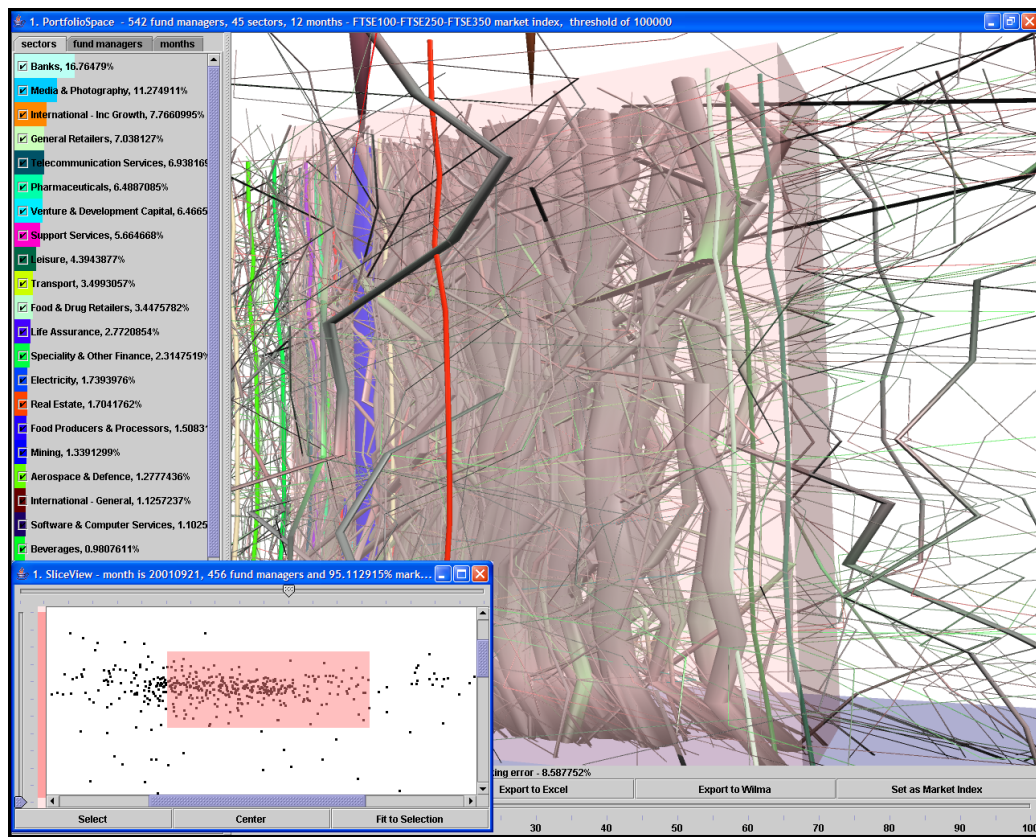 1. PortfolioSpace - 542 fund managers, 45 sectors, 12 months - FTSE100-FTSE250-FTSE350 market index, threshold of 100000
sectors fund managers months
Banks, 16.76479%
Media & Photography, 11.274911%
International - Inc Growth, 7.7660995%
General Retailers, 7.038127%
Telecommunication Services, 6.938169
Pharmaceuticals, 6.4887085%
Venture & Development Capital, 6.4665
Support Services, 5.664668%
Leisure, 4.3943877%
Transport, 3.4993057%
Food & Drug Retailers, 3.4475782%
Life Assurance, 2.7720854%
Speciality & Other Finance, 2.3147519%
Electricity, 1.7393976%
Real Estate, 1.7041762%
Food Producers & Processors, 1.5083
Mining, 1.3391299%
Aerospace & Defence, 1.2777436%
International - General, 1.1257237%
Software & Computer Services, 1.1025
Beverages, 0.9807611%
1. SliceView - month is 20010921, 456 fund managers and 95.112915% mark...
Select Center Fit to Selection
king error - 8.587752%
Export to Excel Export to Wilma Set as Market Index
30 40 50 60 70 80 90 100